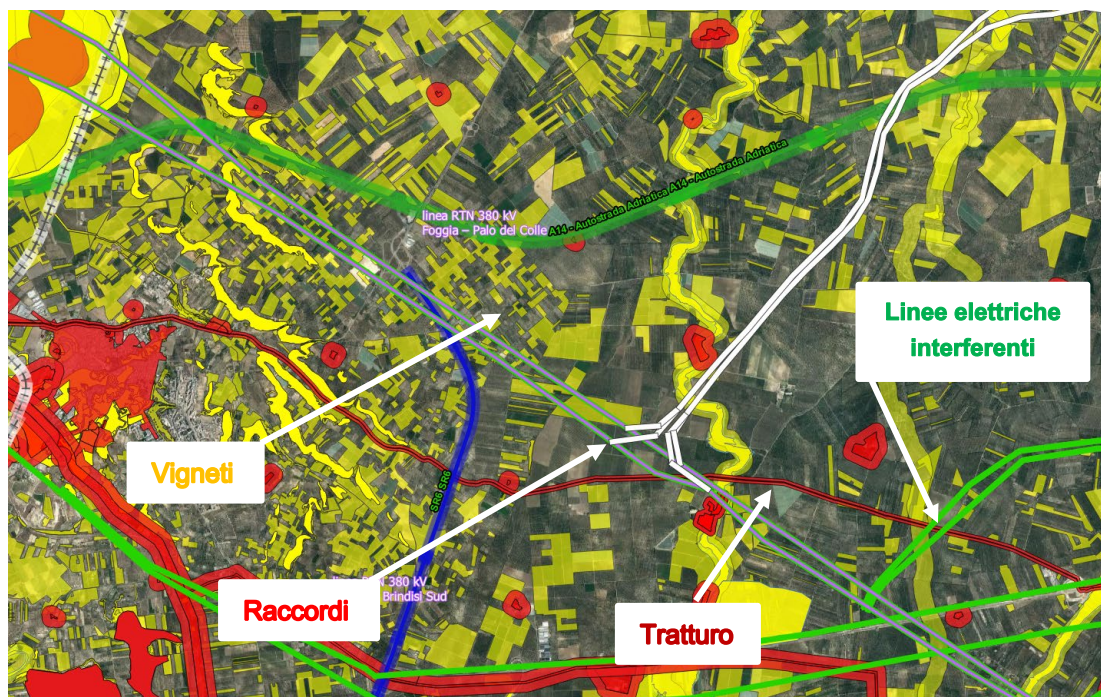 linea RTN 380 kV
Foggia – Palo del Colle
A14 - Autostrada Adriatica A14 - Autostrada Adriatica
Linee elettriche
interferenti
Vigneti
SR6|SR6
380 kV
Brindisi Sud
Raccordi
Tratturo